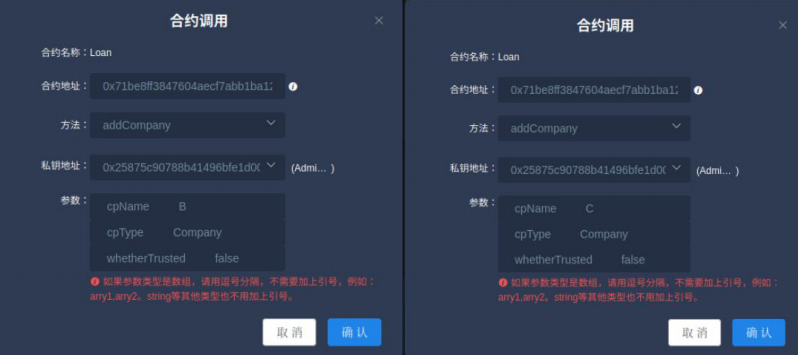 合约调用
合约名称：Loan
合约地址：0x71be8ff3847604aecf7abb1ba12
方法：addCompany
私钥地址：0x25875c90788b41496bfe1d00 (Admi... )
参数：
cpName B
cpType Company
whetherTrusted false
如果参数类型是数组，请用逗号分隔，不需要加上引号，例如：
arry1,arry2。string等其他类型也不用加上引号。
取消 确认
合约调用
合约名称：Loan
合约地址：0x71be8ff3847604aecf7abb1ba12
方法：addCompany
私钥地址：0x25875c90788b41496bfe1d00 (Admi... )
参数：
cpName C
cpType Company
whetherTrusted false
如果参数类型是数组，请用逗号分隔，不需要加上引号，例如：
arry1,arry2。string等其他类型也不用加上引号。
取消 确认